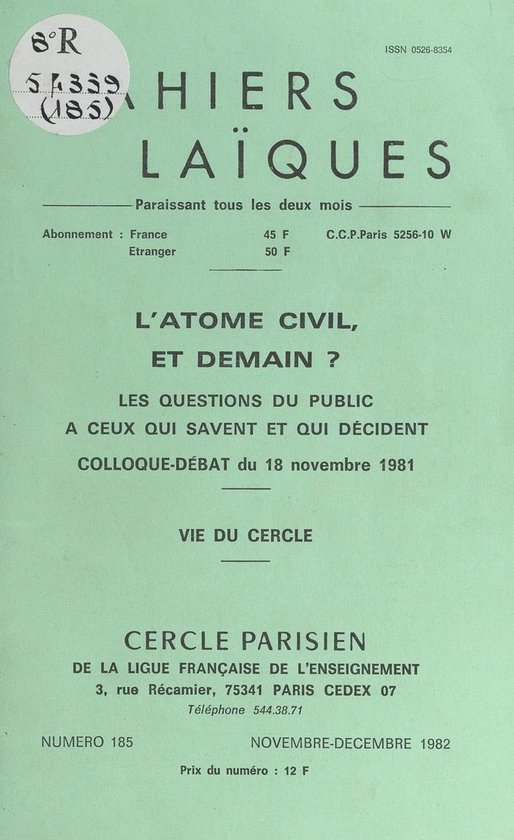 8°R
54339
(185)
ISSN 0526-8354
CAHIERS
LAÏQUES
Paraissant tous les deux mois
Abonnement : France 45 F C.C.P.Paris 5256-10 W
Etranger 50 F
L'ATOME CIVIL,
ET DEMAIN ?
LES QUESTIONS DU PUBLIC
A CEUX QUI SAVENT ET QUI DÉCIDENT
COLLOQUE-DÉBAT du 18 novembre 1981
VIE DU CERCLE
CERCLE PARISIEN
DE LA LIGUE FRANÇAISE DE L'ENSEIGNEMENT
3, rue Récamier, 75341 PARIS CEDEX 07
Téléphone 544.38.71
NUMERO 185 NOVEMBRE-DECEMBRE 1982
Prix du numéro : 12 F